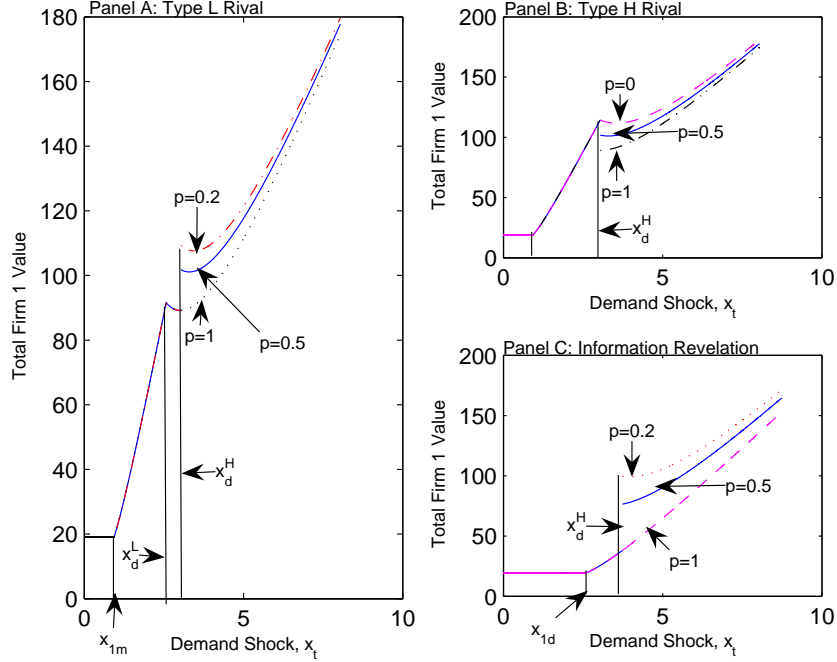 Panel A: Type L Rival
180
160
140
120
100
80
60
40
20
0
0
5
10
Total Firm 1 Value
Demand Shock, x_t
p=0.2
p=1
p=0.5
x_d^H
x_d^L
x_1m
Panel B: Type H Rival
200
150
100
50
0
0
5
10
Total Firm 1 Value
Demand Shock, x_t
p=0
p=0.5
p=1
x_d^H
Panel C: Information Revelation
200
150
100
50
0
0
5
10
Total Firm 1 Value
Demand Shock, x_t
p=0.2
p=0.5
x_d^H
p=1
x_1d